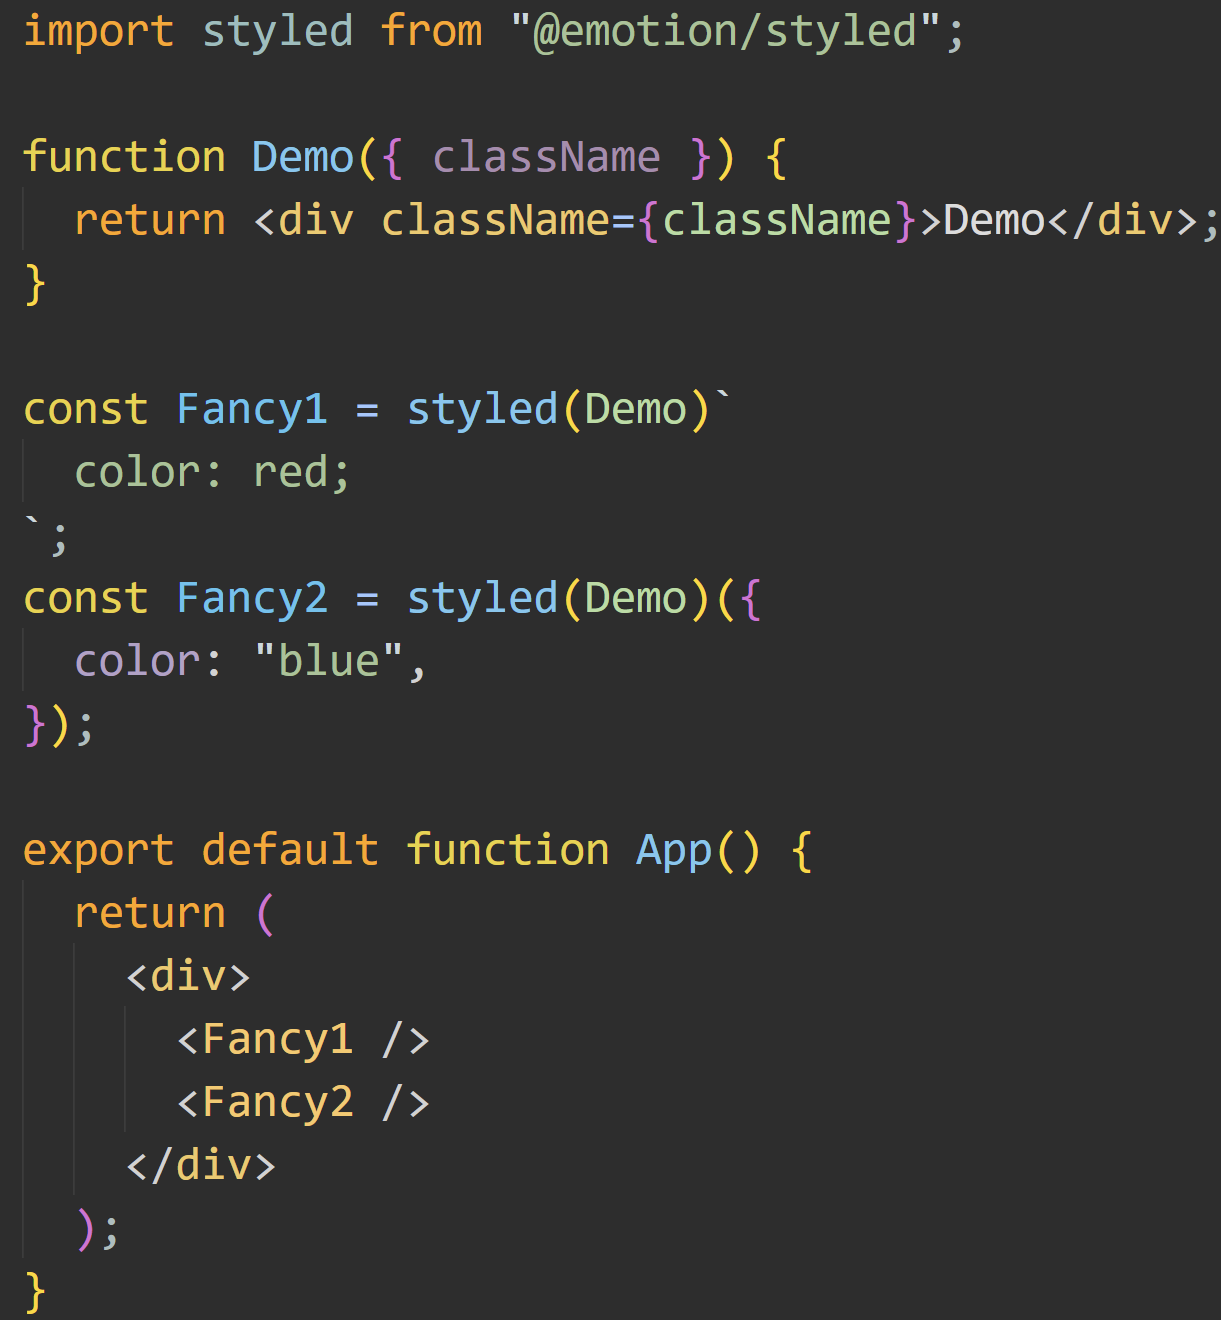 import styled from "@emotion/styled";

function Demo({ className }) {
  return <div className={className}>Demo</div>;
}

const Fancy1 = styled(Demo)`
  color: red;
`;
const Fancy2 = styled(Demo)({
  color: "blue",
});

export default function App() {
  return (
    <div>
      <Fancy1 />
      <Fancy2 />
    </div>
  );
}